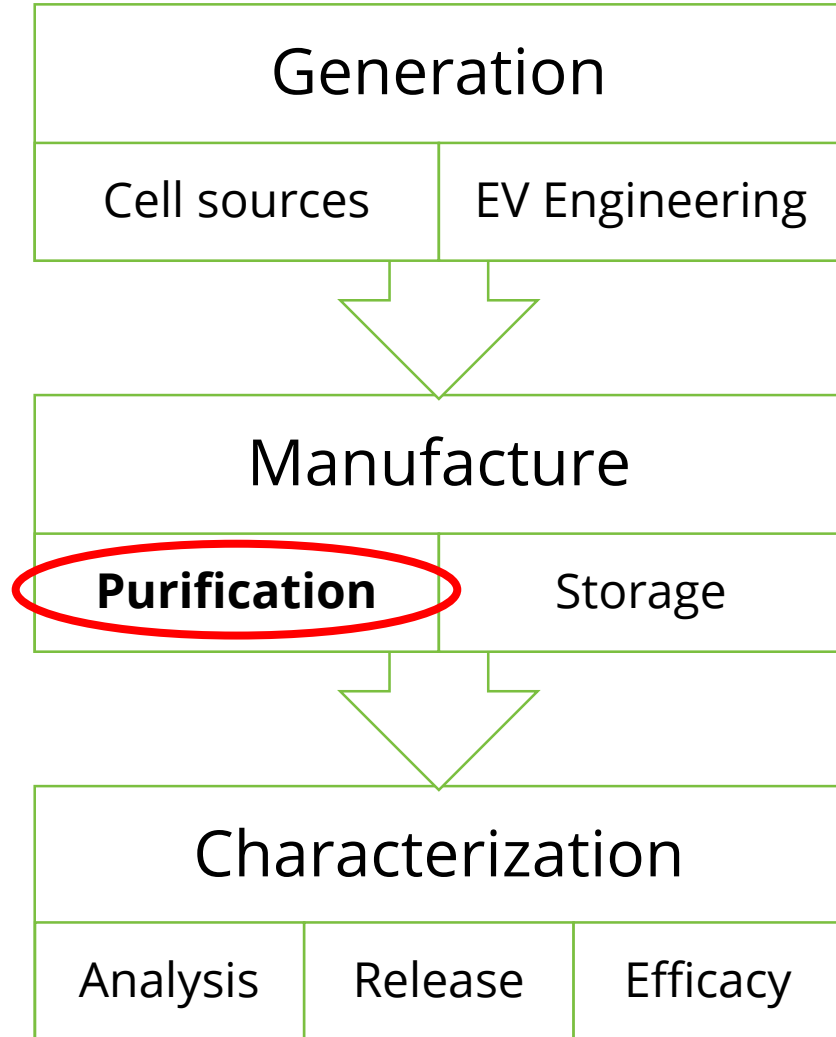 Generation
Cell sources EV Engineering
Manufacture
Purification Storage
Characterization
Analysis Release Efficacy